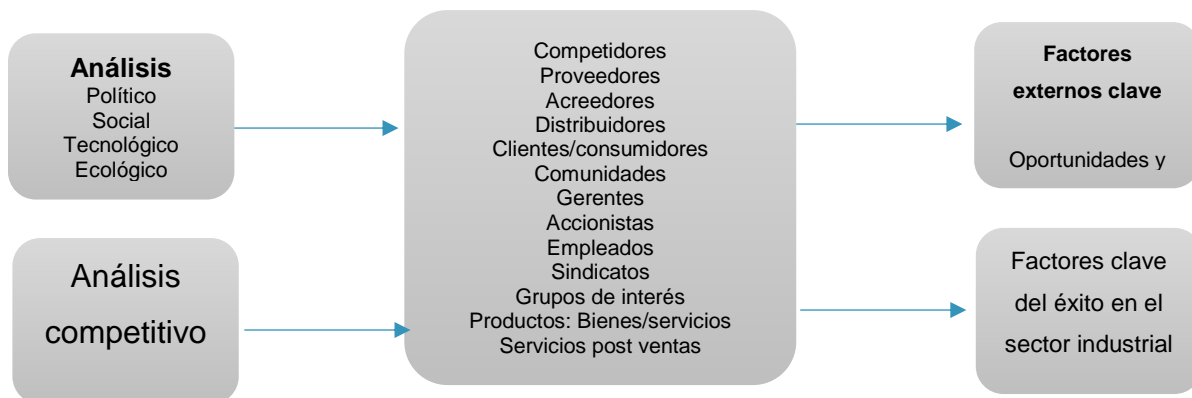 Análisis
Político
Social
Tecnológico
Ecológico
Análisis
competitivo
Competidores
Proveedores
Acreedores
Distribuidores
Clientes/consumidores
Comunidades
Gerentes
Accionistas
Empleados
Sindicatos
Grupos de interés
Productos: Bienes/servicios
Servicios post ventas
Factores
externos clave
Oportunidades y
Factores clave
del éxito en el
sector industrial